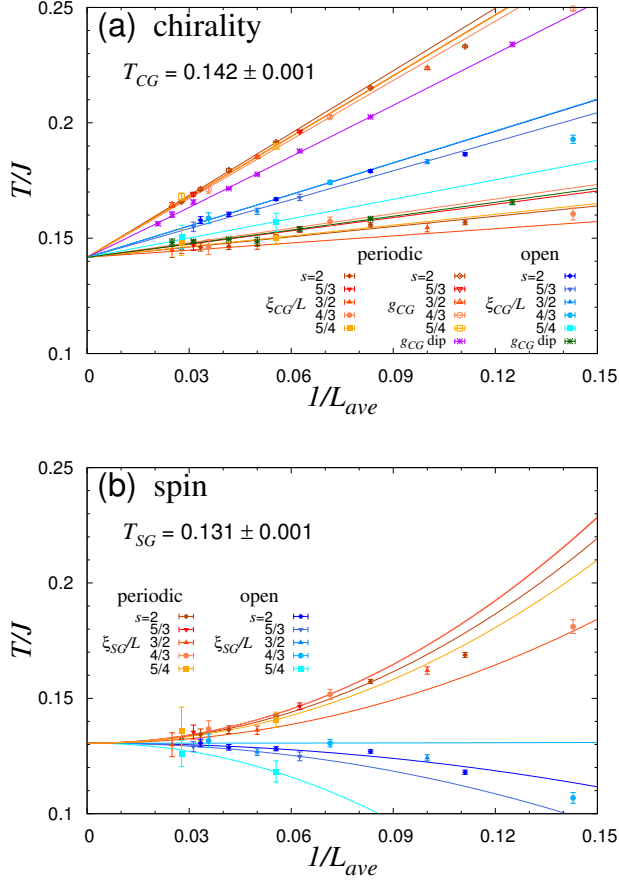 (a) chirality
T_CG = 0.142 ± 0.001
0.25
0.2
0.15
0.1
T/J
periodic open
s=2 s=2 s=2
5/3 5/3 5/3
ξ_CG/L 3/2 g_CG 3/2 ξ_CG/L 3/2
4/3 4/3 4/3
5/4 5/4 5/4
g_CG dip g_CG dip
0 0.03 0.06 0.09 0.12 0.15
1/L_ave
(b) spin
T_SG = 0.131 ± 0.001
0.25
0.2
0.15
0.1
T/J
periodic open
s=2 s=2
5/3 5/3
ξ_SG/L 3/2 ξ_SG/L 3/2
4/3 4/3
5/4 5/4
0 0.03 0.06 0.09 0.12 0.15
1/L_ave